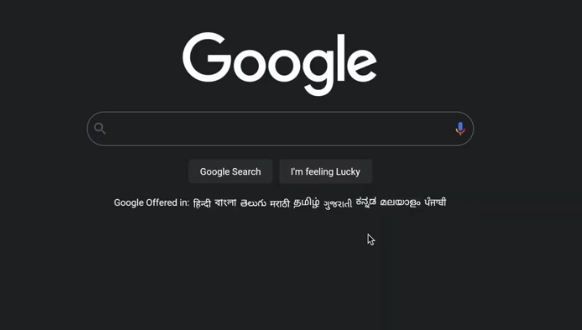 Google
Google Search
I'm feeling Lucky
Google Offered in: हिन्दी বাংলা తెలుగు मराठी தமிழ் ગુજરાતી ಕನ್ನಡ മലയാളം ਪੰਜਾਬੀ